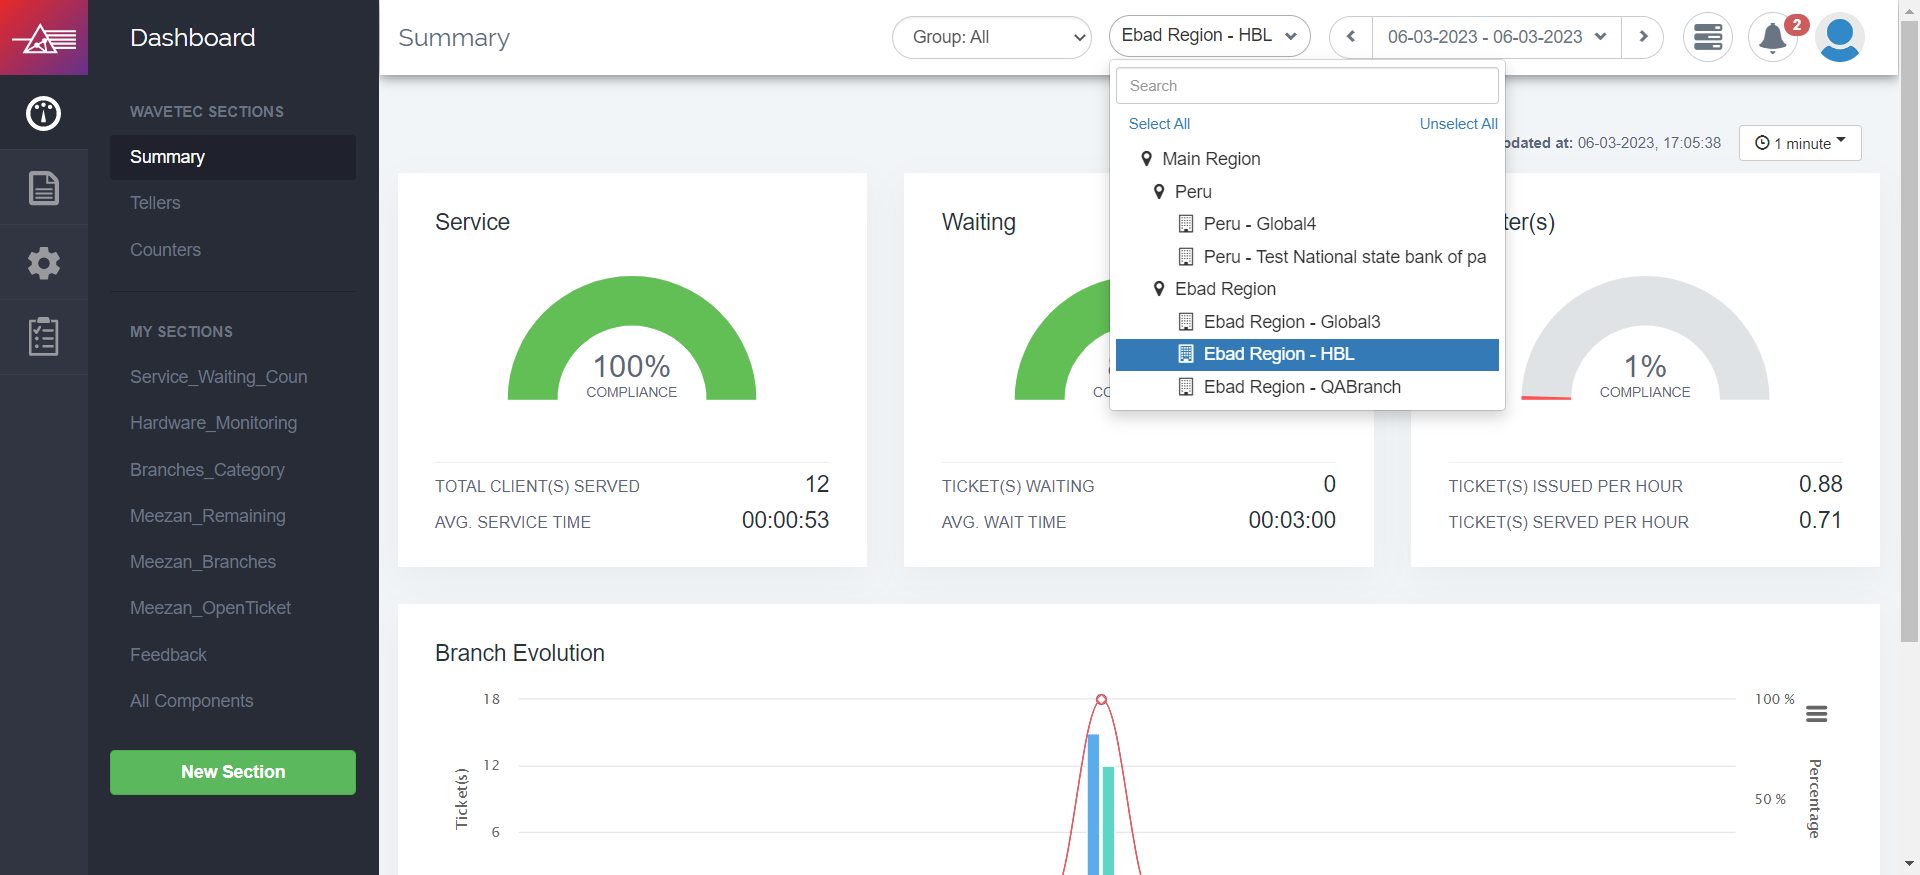 Dashboard
WAVETEC SECTIONS
Summary
Tellers
Counters
MY SECTIONS
Service_Waiting_Coun
Hardware_Monitoring
Branches_Category
Meezan_Remaining
Meezan_Branches
Meezan_OpenTicket
Feedback
All Components
New Section
Summary
Group: All
Ebad Region - HBL
06-03-2023 - 06-03-2023
2
Search
Select All
Unselect All
Main Region
Peru
Peru - Global4
Peru - Test National state bank of pa
Ebad Region
Ebad Region - Global3
Ebad Region - HBL
Ebad Region - QABranch
dated at: 06-03-2023, 17:05:38
1 minute
Service
100%
COMPLIANCE
TOTAL CLIENT(S) SERVED 12
AVG. SERVICE TIME 00:00:53
Waiting
CO
TICKET(S) WAITING 0
AVG. WAIT TIME 00:03:00
ter(s)
1%
COMPLIANCE
TICKET(S) ISSUED PER HOUR 0.88
TICKET(S) SERVED PER HOUR 0.71
Branch Evolution
18
12
6
Ticket(s)
100 %
50 %
Percentage